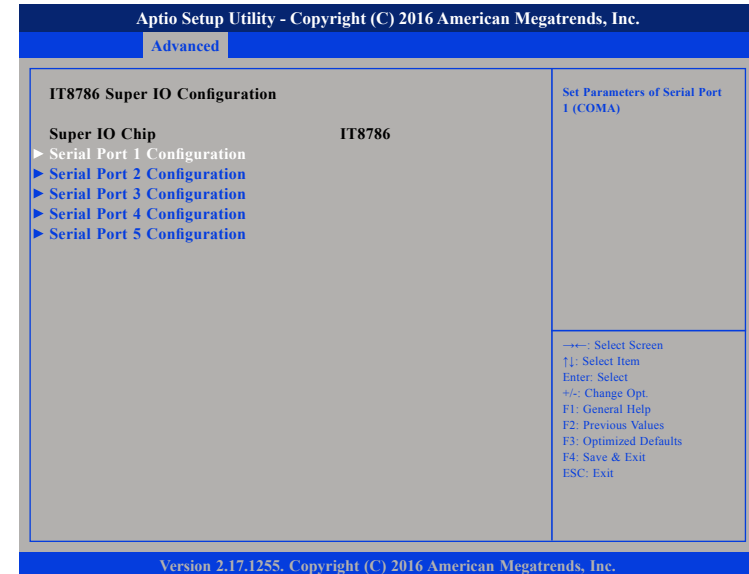 Aptio Setup Utility - Copyright (C) 2016 American Megatrends, Inc.
Advanced
IT8786 Super IO Configuration
Super IO Chip IT8786
► Serial Port 1 Configuration
► Serial Port 2 Configuration
► Serial Port 3 Configuration
► Serial Port 4 Configuration
► Serial Port 5 Configuration
Set Parameters of Serial Port
1 (COMA)
→←: Select Screen
↑↓: Select Item
Enter: Select
+/-: Change Opt.
F1: General Help
F2: Previous Values
F3: Optimized Defaults
F4: Save & Exit
ESC: Exit
Version 2.17.1255. Copyright (C) 2016 American Megatrends, Inc.